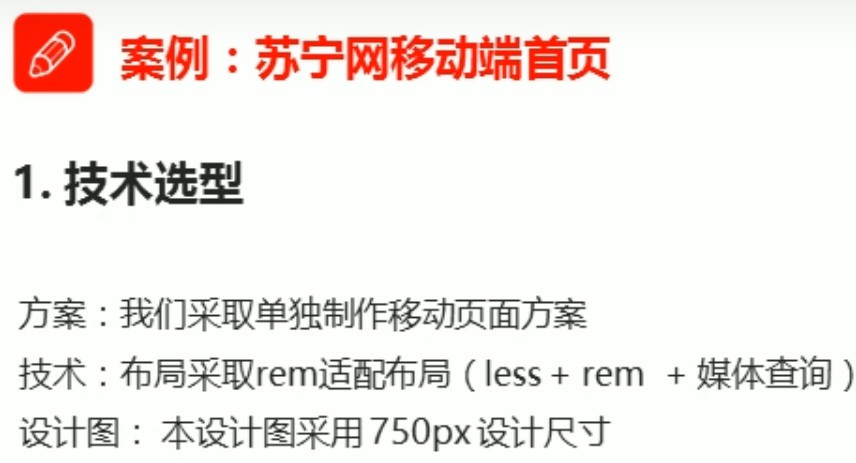 案例：苏宁网移动端首页
1. 技术选型
方案：我们采取单独制作移动页面方案
技术：布局采取rem适配布局（less + rem + 媒体查询）
设计图： 本设计图采用 750px 设计尺寸